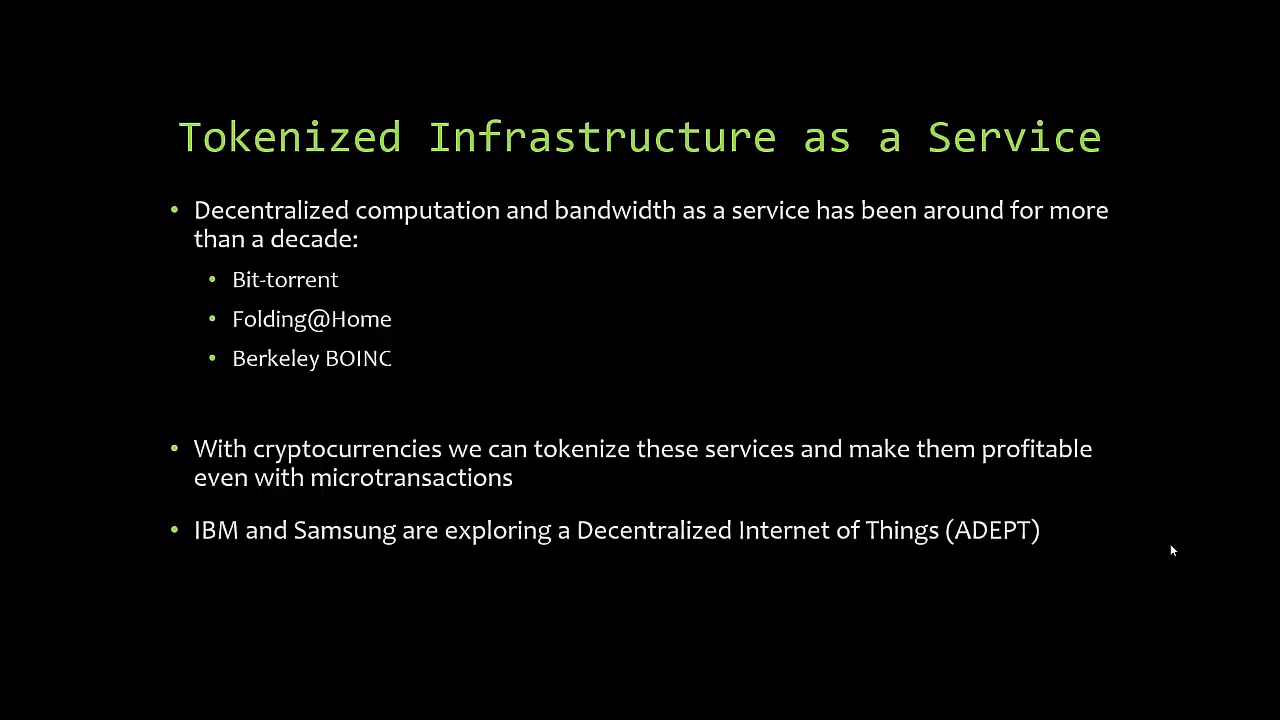 Tokenized Infrastructure as a Service
• Decentralized computation and bandwidth as a service has been around for more
than a decade:
• Bit-torrent
• Folding@Home
• Berkeley BOINC
• With cryptocurrencies we can tokenize these services and make them profitable
even with microtransactions
• IBM and Samsung are exploring a Decentralized Internet of Things (ADEPT)